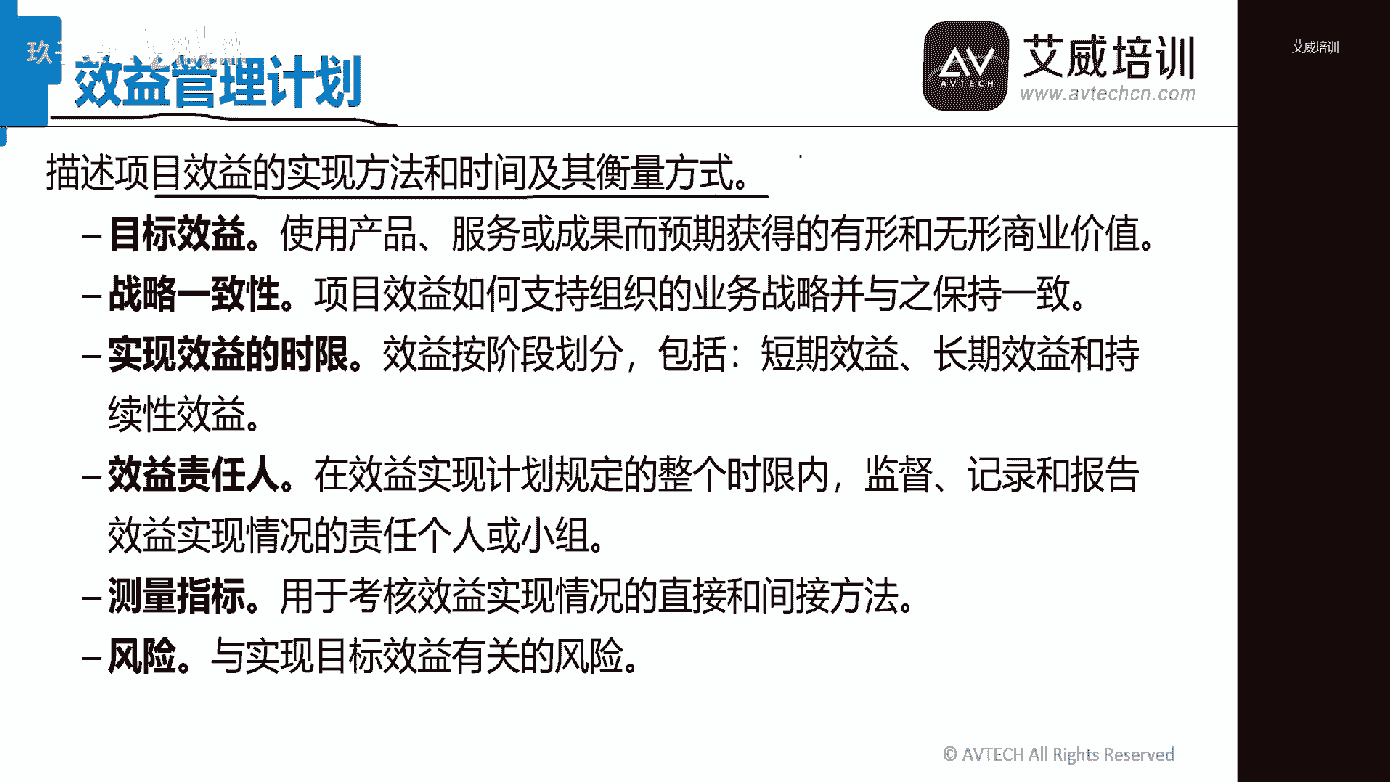 玖
艾威培训
www.avtechcn.com
AV
AVTECH
艾威培训
效益管理计划
描述项目效益的实现方法和时间及其衡量方式。
–目标效益。使用产品、服务或成果而预期获得的有形和无形商业价值。
–战略一致性。项目效益如何支持组织的业务战略并与之保持一致。
–实现效益的时限。效益按阶段划分，包括：短期效益、长期效益和持
续性效益。
–效益责任人。在效益实现计划规定的整个时限内，监督、记录和报告
效益实现情况的责任个人或小组。
–测量指标。用于考核效益实现情况的直接和间接方法。
–风险。与实现目标效益有关的风险。
© AVTECH All Rights Reserved